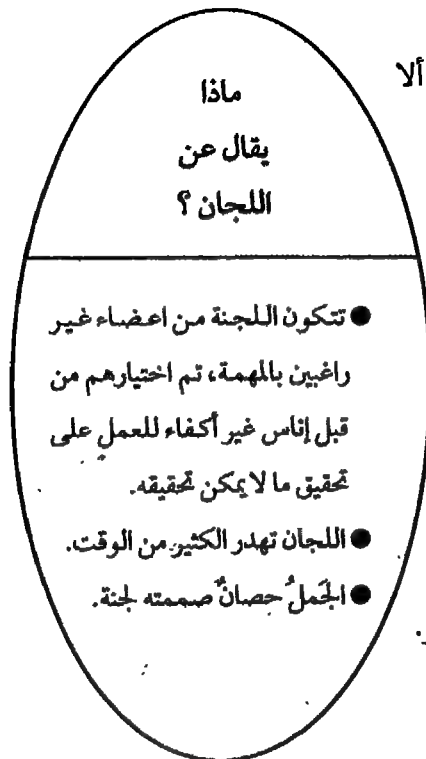 ألا
ماذا
يقال عن
اللجان ؟
● تتكون اللجنة من اعضاء غير
راغبين بالمهمة، تم اختيارهم من
قبل إناس غير أكفاء للعمل على
تحقيق ما لا يمكن تحقيقه.
● اللجان تهدر الكثير من الوقت.
● الجَملُ حصانٌ صممته لجنة.